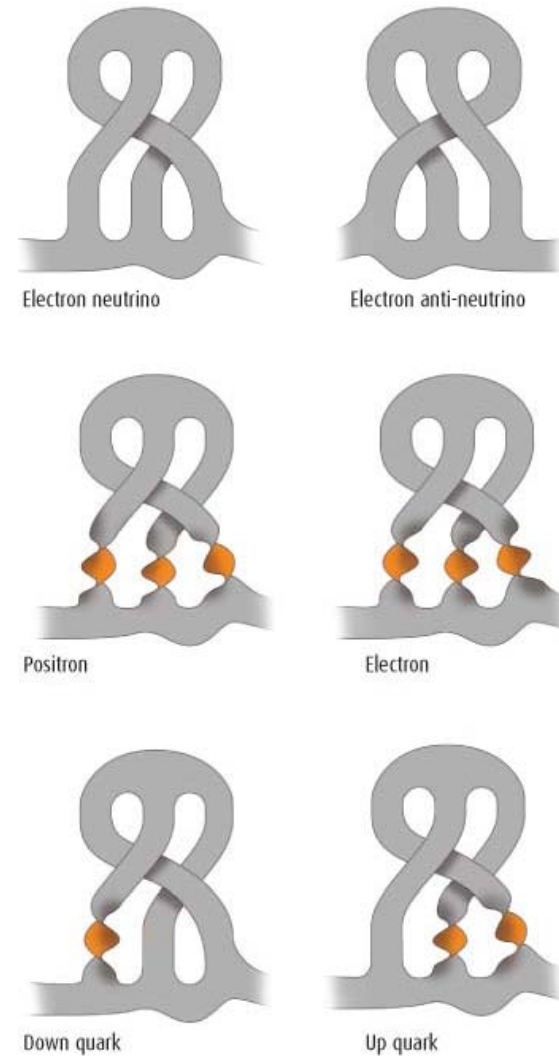 Electron neutrino
Electron anti-neutrino
Positron
Electron
Down quark
Up quark